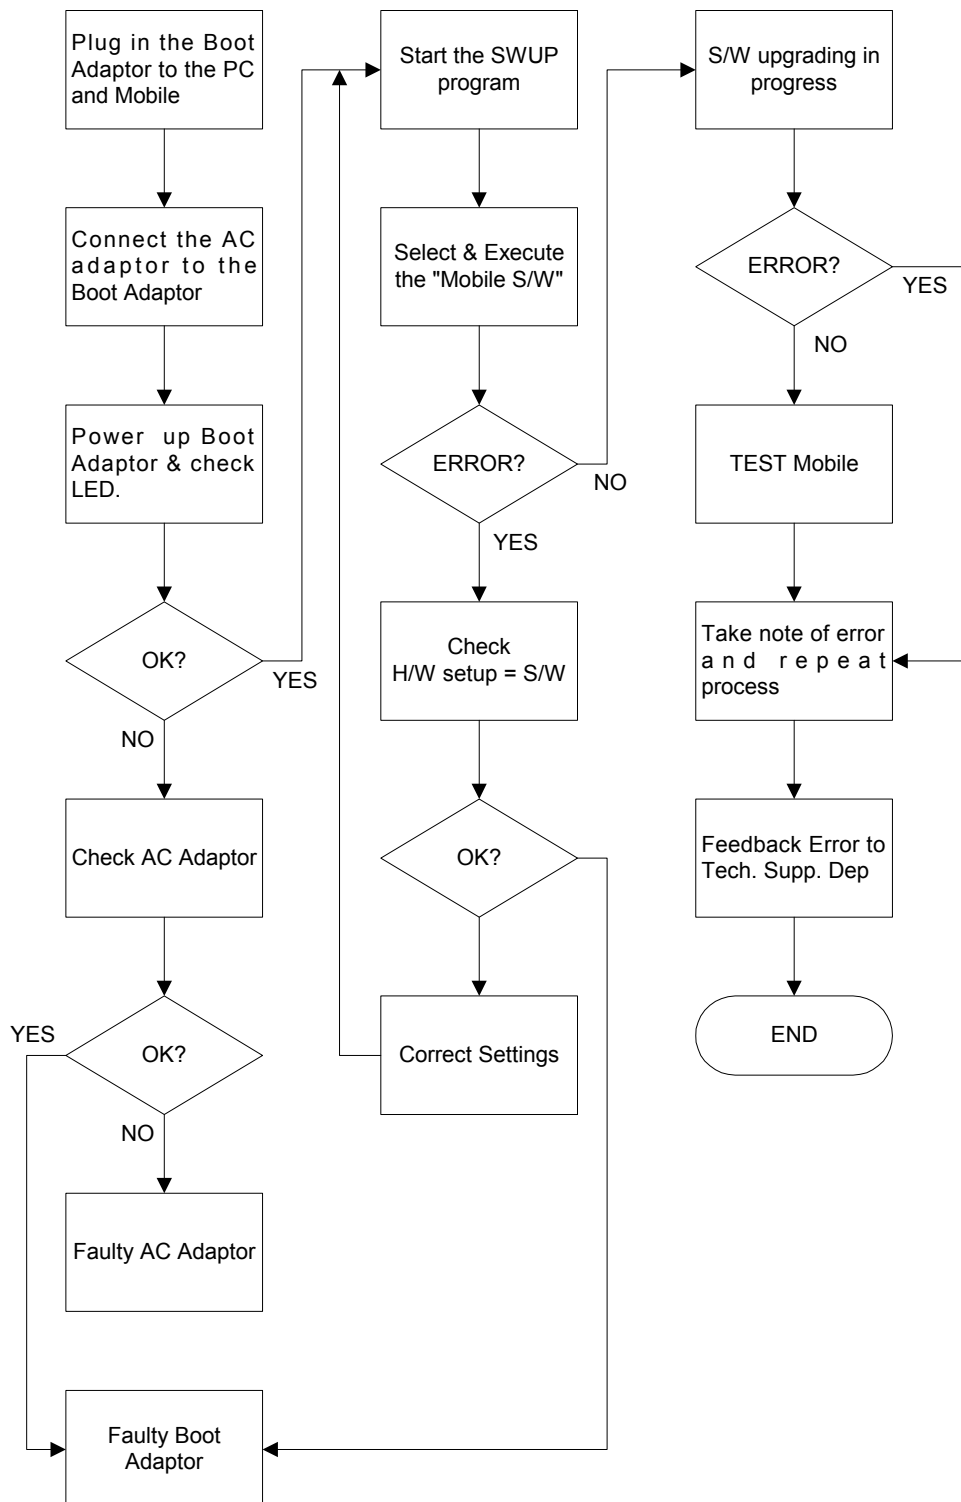 Plug in the Boot
Adaptor to the PC
and Mobile
Connect the AC
adaptor to the
Boot Adaptor
Power up Boot
Adaptor & check
LED.
OK?
YES
NO
Check AC Adaptor
YES
OK?
NO
Faulty AC Adaptor
Faulty Boot
Adaptor
Start the SWUP
program
Select & Execute
the "Mobile S/W"
ERROR?
NO
YES
Check
H/W setup = S/W
OK?
Correct Settings
S/W upgrading in
progress
ERROR?
YES
NO
TEST Mobile
Take note of error
and repeat
process
Feedback Error to
Tech. Supp. Dep
END